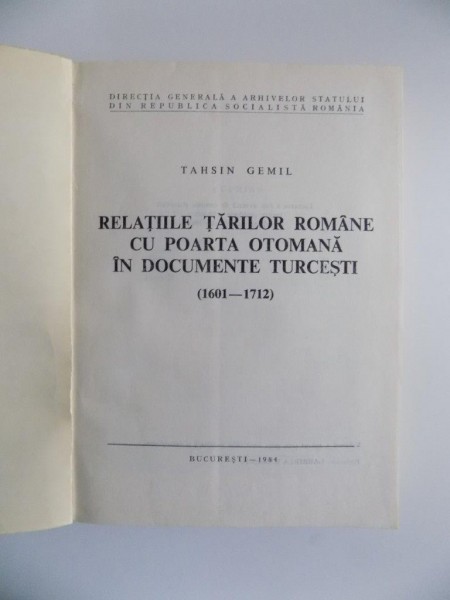 DIRECȚIA GENERALĂ A ARHIVELOR STATULUI
DIN REPUBLICA SOCIALISTĂ ROMÂNIA
TAHSIN GEMIL
RELAȚIILE ȚĂRILOR ROMÂNE
CU POARTA OTOMANĂ
ÎN DOCUMENTE TURCEȘTI
(1601—1712)
BUCUREȘTI—1984